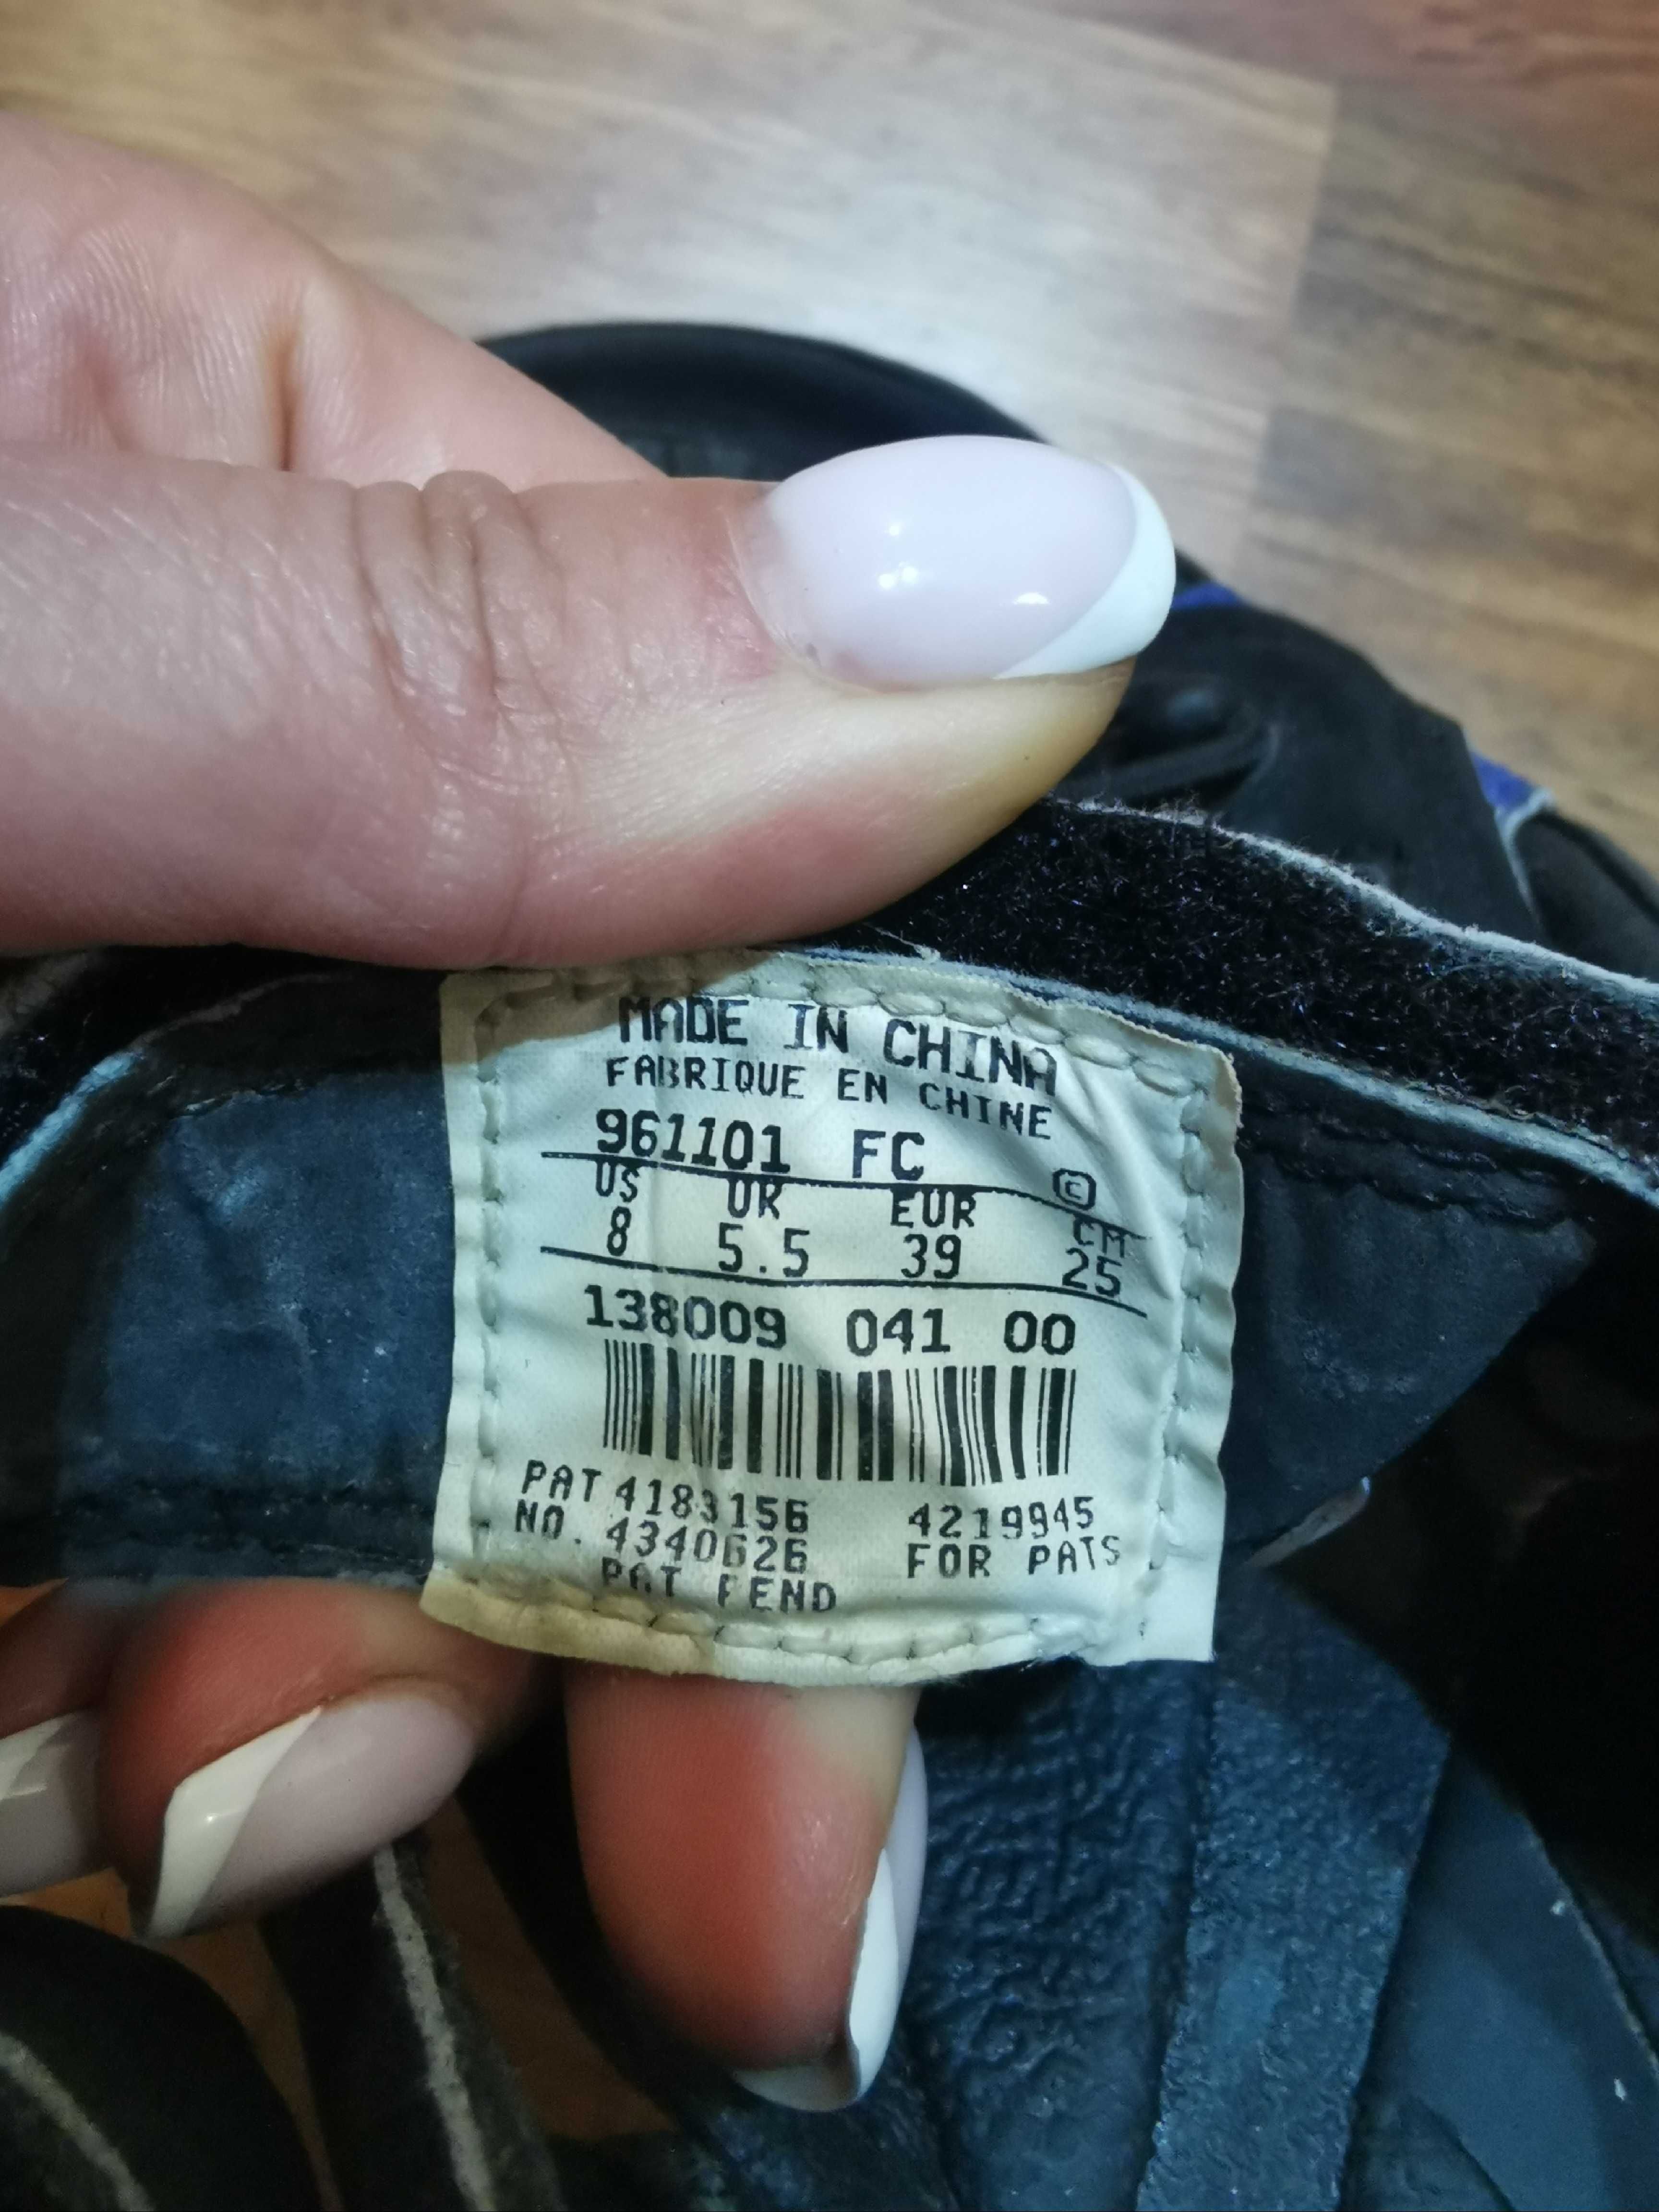 MADE IN CHINA
FABRIQUE EN CHINE
961101 FC
©
US UK EUR CM
8 5.5 39 25
138009 041 00
PAT 4183156 4219945
NO. 4340626 FOR PATS
PAT PEND